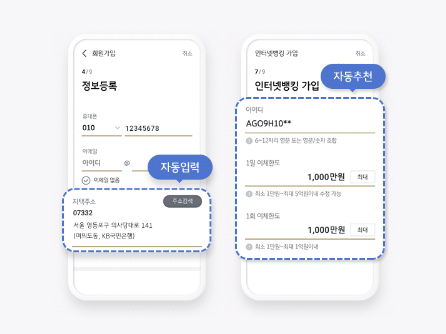 회원가입
취소
4/9
정보등록
휴대폰
010
12345678
이메일
아이디
@
자동입력
이메일 없음
자택주소
주소검색
07332
서울 영등포구 의사당대로 141
(여의도동, KB국민은행)
인터넷뱅킹 가입
취소
7/9
인터넷뱅킹 가입
자동추천
아이디
AGO9H10**
6~12자리 영문 또는 영문/숫자 조합
1일 이체한도
1,000만원
최대
최소 1만원~최대 5억원이내 수정 가능
1회 이체한도
1,000만원
최대
최소 1만원~최대 1억원이내